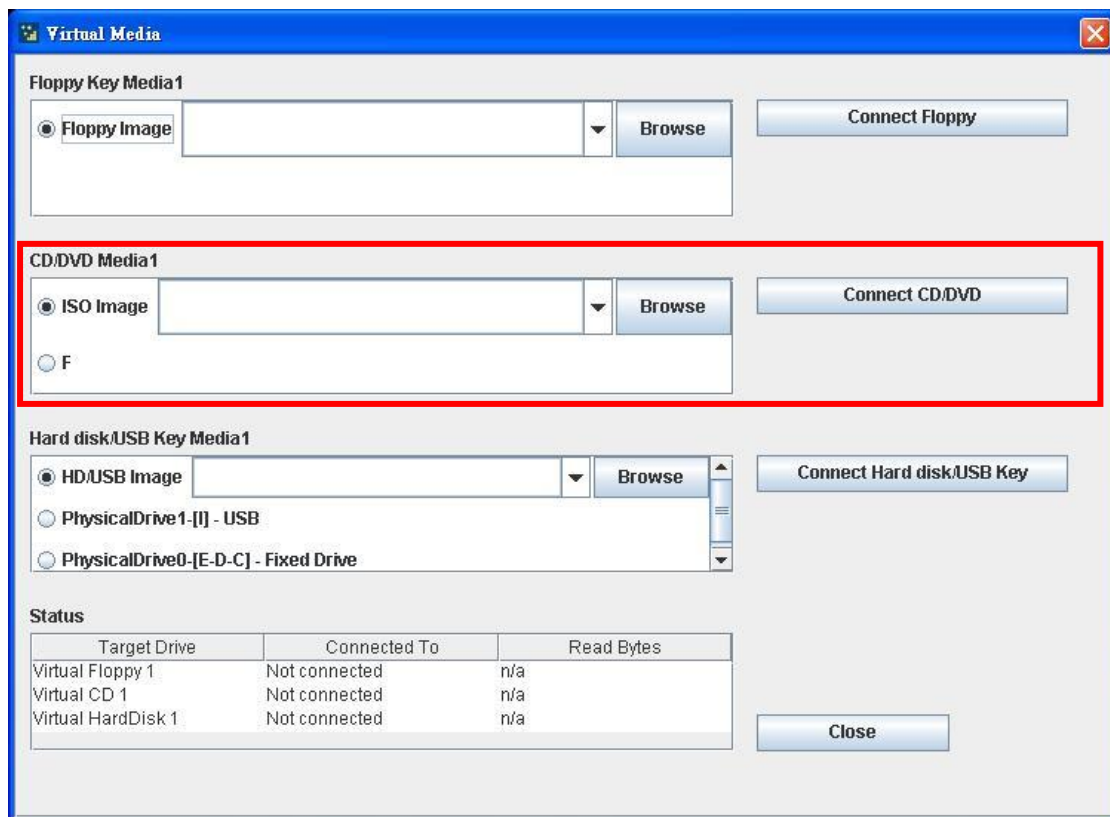 Virtual Media
Floppy Key Media1
Floppy Image
Browse
Connect Floppy
CD/DVD Media1
ISO Image
Browse
Connect CD/DVD
F
Hard disk/USB Key Media1
HD/USB Image
Browse
Connect Hard disk/USB Key
PhysicalDrive1-[I] - USB
PhysicalDrive0-[E-D-C] - Fixed Drive
Status
Target Drive Connected To Read Bytes
Virtual Floppy 1 Not connected n/a
Virtual CD 1 Not connected n/a
Virtual HardDisk 1 Not connected n/a
Close